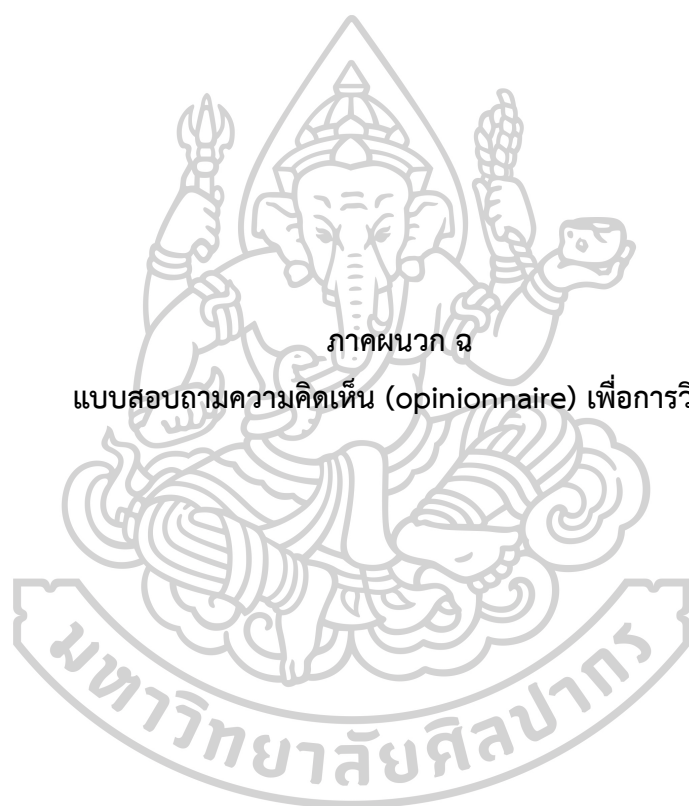 ภาคผนวก ฉ
แบบสอบถามความคิดเห็น (opinionnaire) เพื่อการวิ
มหาวิทยาลัยศิลปากร